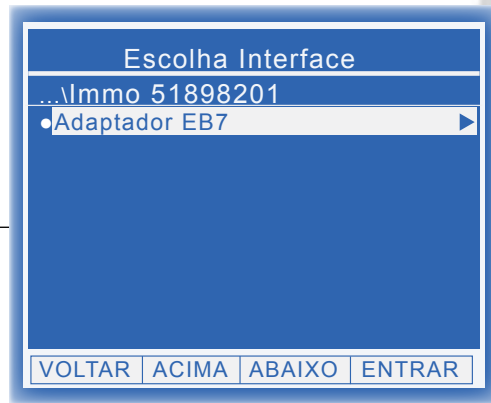 Escolha Interface
...\Immo 51898201
●Adaptador EB7 ▶
VOLTAR ACIMA ABAIXO ENTRAR